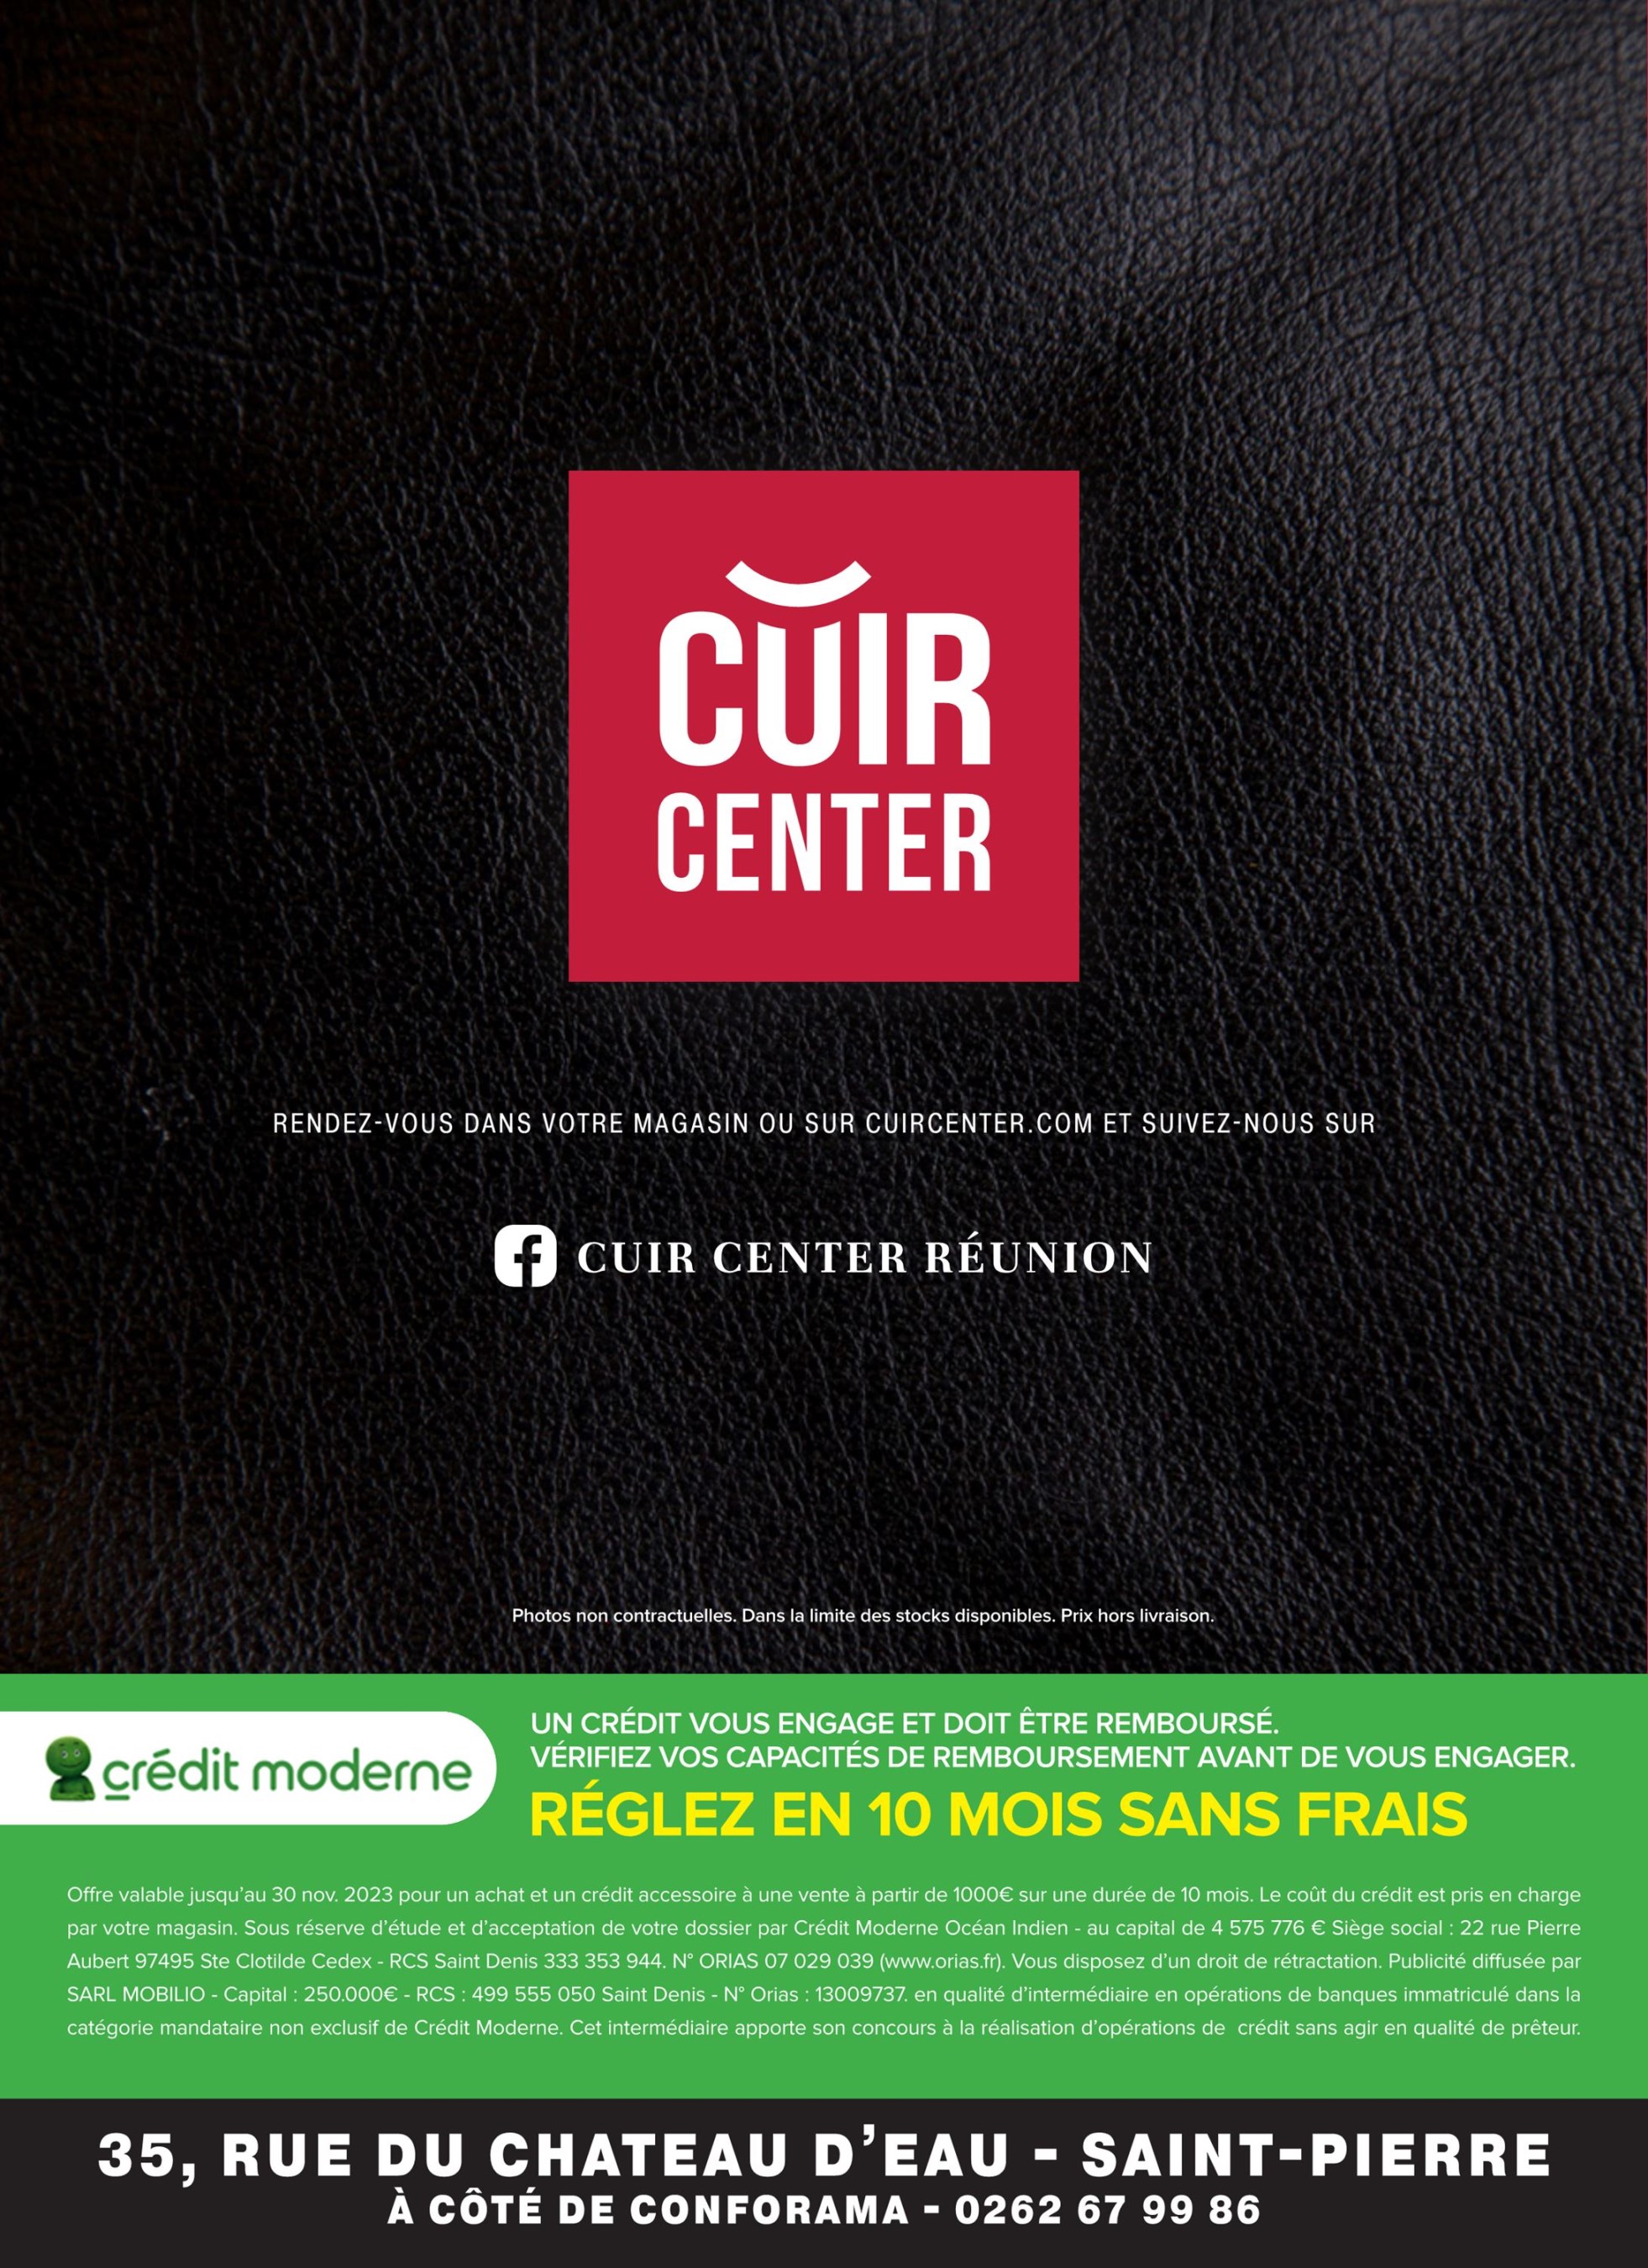 CUIR
CENTER
RENDEZ-VOUS DANS VOTRE MAGASIN OU SUR CUIRCENTER.COM ET SUIVEZ-NOUS SUR
CUIR CENTER RÉUNION
Photos non contractuelles. Dans la limite des stocks disponibles. Prix hors livraison.
crédit moderne
UN CRÉDIT VOUS ENGAGE ET DOIT ÊTRE REMBOURSÉ.
VÉRIFIEZ VOS CAPACITÉS DE REMBOURSEMENT AVANT DE VOUS ENGAGER.
RÉGLEZ EN 10 MOIS SANS FRAIS
Offre valable jusqu'au 30 nov. 2023 pour un achat et un crédit accessoire à une vente à partir de 1000€ sur une durée de 10 mois. Le coût du crédit est pris en charge
par votre magasin. Sous réserve d'étude et d'acceptation de votre dossier par Crédit Moderne Océan Indien - au capital de 4 575 776 € Siège social : 22 rue Pierre
Aubert 97495 Ste Clotilde Cedex - RCS Saint Denis 333 353 944. N° ORIAS 07 029 039 (www.orias.fr). Vous disposez d'un droit de rétractation. Publicité diffusée par
SARL MOBILIO - Capital : 250.000€ - RCS : 499 555 050 Saint Denis - N° Orias : 13009737. en qualité d'intermédiaire en opérations de banques immatriculé dans la
catégorie mandataire non exclusif de Crédit Moderne. Cet intermédiaire apporte son concours à la réalisation d'opérations de crédit sans agir en qualité de prêteur.
35, RUE DU CHATEAU D'EAU - SAINT-PIERRE
À CÔTÉ DE CONFORAMA - 0262 67 99 86